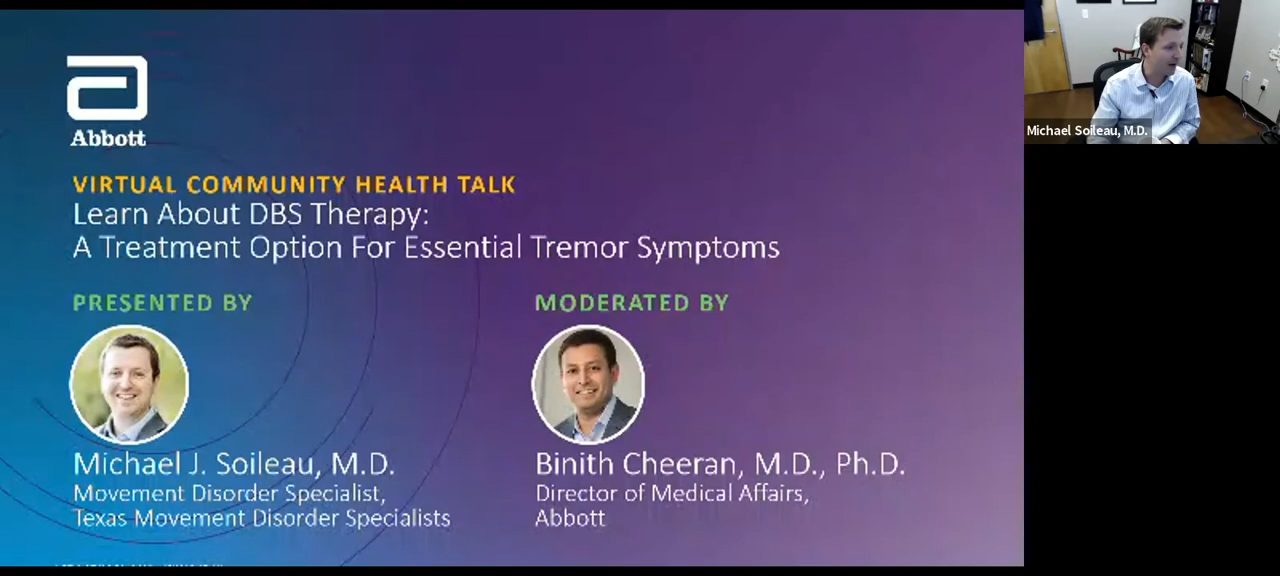 Abbott
VIRTUAL COMMUNITY HEALTH TALK
Learn About DBS Therapy:
A Treatment Option For Essential Tremor Symptoms
PRESENTED BY
Michael J. Soileau, M.D.
Movement Disorder Specialist,
Texas Movement Disorder Specialists
MODERATED BY
Binith Cheeran, M.D., Ph.D.
Director of Medical Affairs,
Abbott
Michael Soileau, M.D.